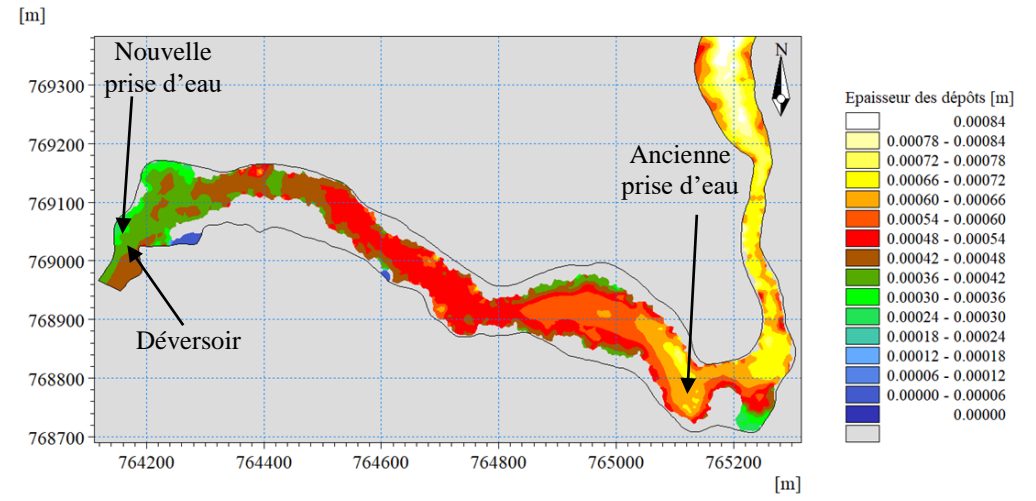 [m]
Nouvelle
prise d'eau
N
Ancienne
prise d'eau
Déversoir
769300
769200
769100
769000
768900
768800
768700
764200 764400 764600 764800 765000 765200
[m]
Epaisseur des dépôts [m]
0.00084
0.00078 - 0.00084
0.00072 - 0.00078
0.00066 - 0.00072
0.00060 - 0.00066
0.00054 - 0.00060
0.00048 - 0.00054
0.00042 - 0.00048
0.00036 - 0.00042
0.00030 - 0.00036
0.00024 - 0.00030
0.00018 - 0.00024
0.00012 - 0.00018
0.00006 - 0.00012
0.00000 - 0.00006
0.00000